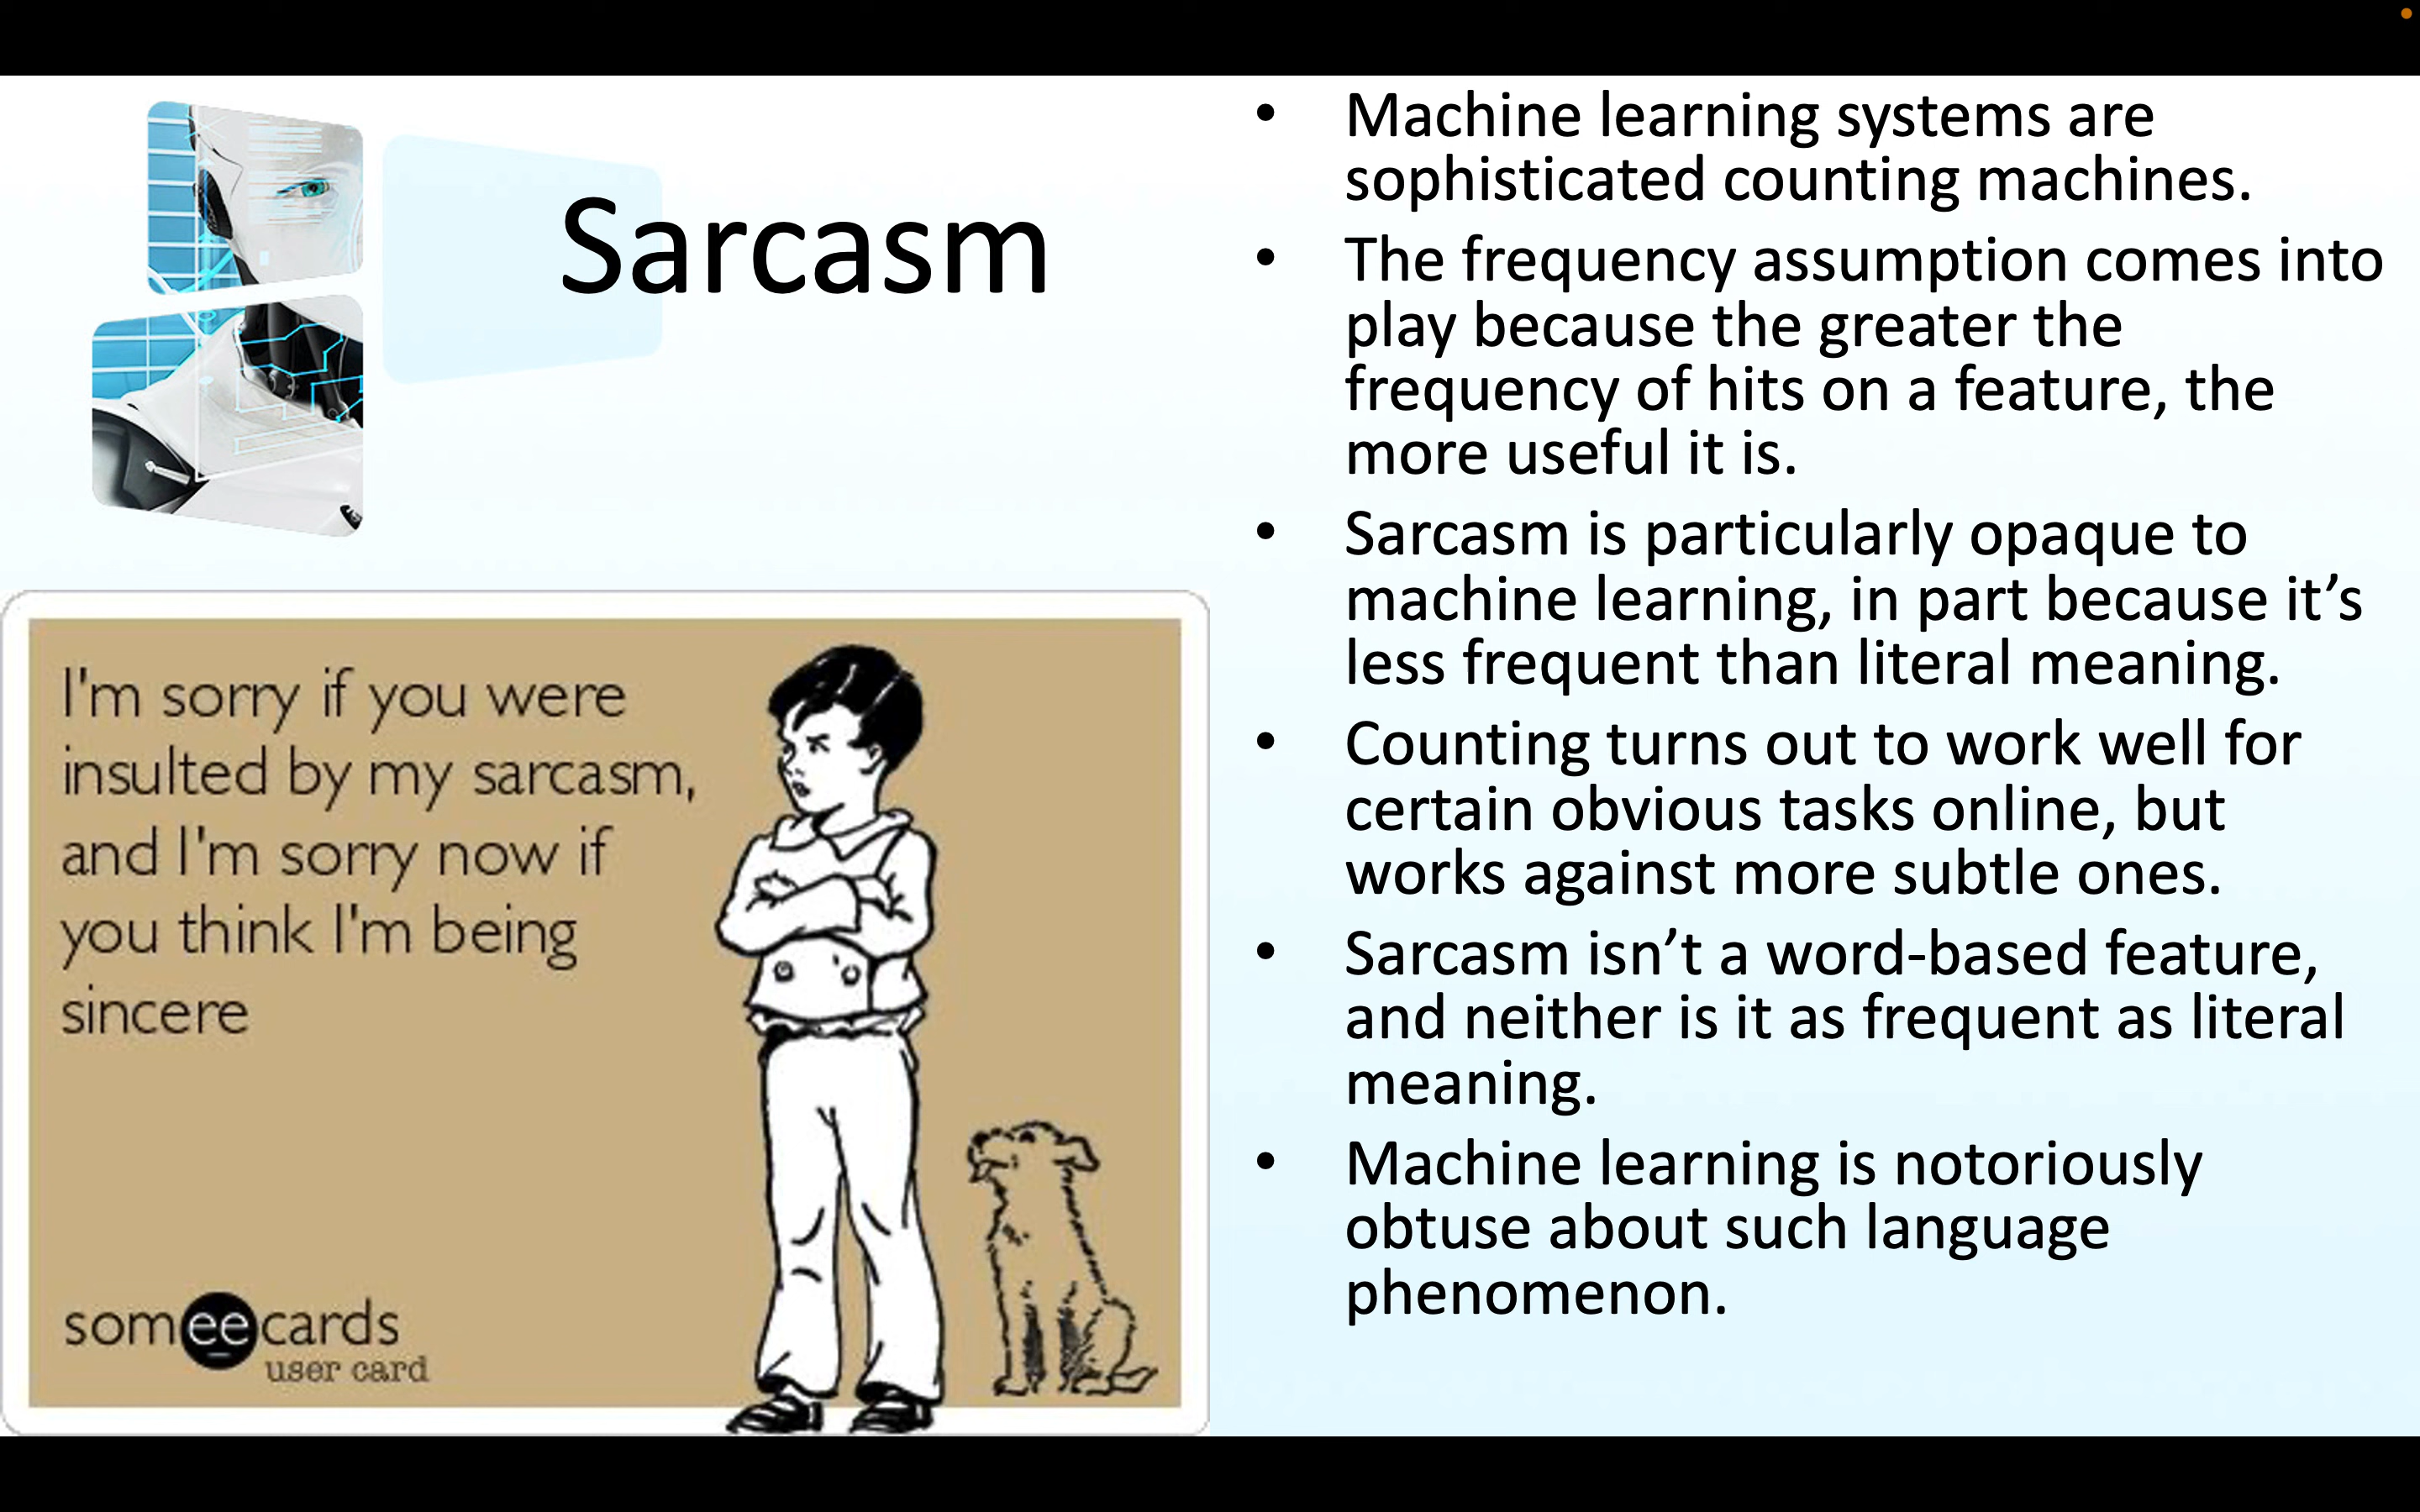 Sarcasm
I'm sorry if you were
insulted by my sarcasm,
and I'm sorry now if
you think I'm being
sincere
someecards
user card
• Machine learning systems are
sophisticated counting machines.
• The frequency assumption comes into
play because the greater the
frequency of hits on a feature, the
more useful it is.
• Sarcasm is particularly opaque to
machine learning, in part because it’s
less frequent than literal meaning.
• Counting turns out to work well for
certain obvious tasks online, but
works against more subtle ones.
• Sarcasm isn’t a word-based feature,
and neither is it as frequent as literal
meaning.
• Machine learning is notoriously
obtuse about such language
phenomenon.